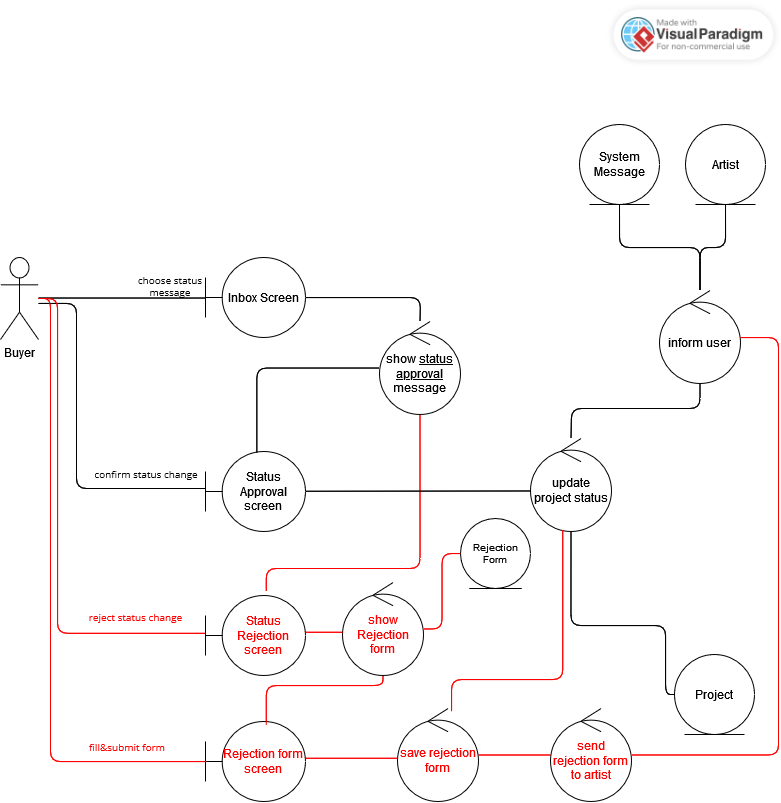 Made with
VisualParadigm
For non-commercial use
System
Message
Artist
choose status
message
Inbox Screen
Buyer
inform user
show status
approval
message
confirm status change
Status
Approval
screen
update
project status
Rejection
Form
reject status change
Status
Rejection
screen
show
Rejection
form
Project
fill&submit form
Rejection form
screen
save rejection
form
send
rejection form
to artist